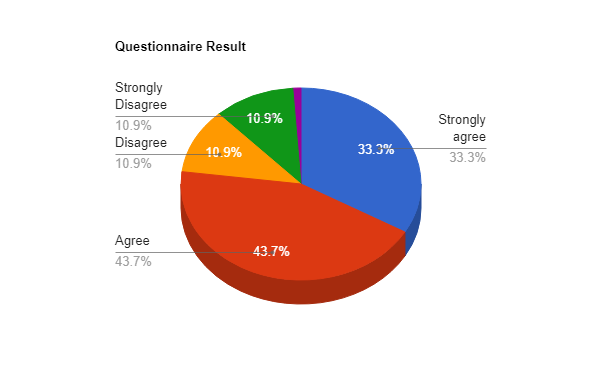 Questionnaire Result
Strongly
Disagree
10.9%
Disagree
10.9%
Agree
43.7%
Strongly
agree
33.3%
10.9%
10.9%
33.3%
43.7%